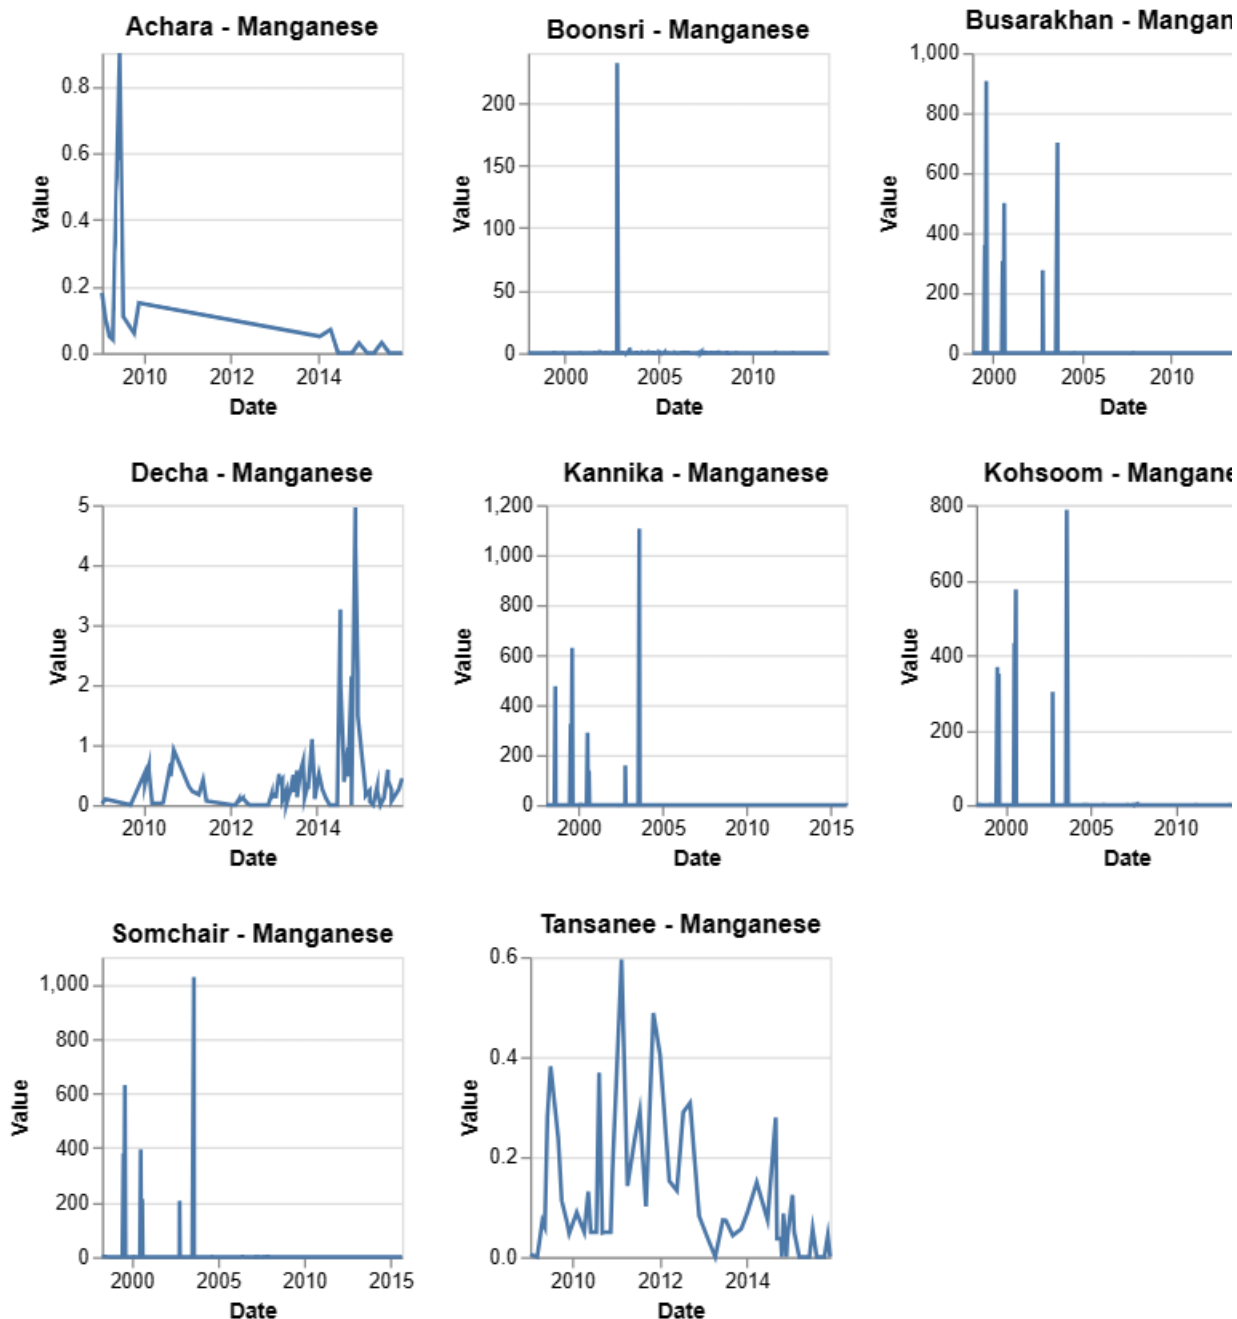 Achara - Manganese
0.8
0.6
0.4
0.2
0.0
Value
2010
2012
2014
Date
Boonsri - Manganese
200
150
100
50
0
Value
2000
2005
2010
Date
Busarakhan - Mangan
1,000
800
600
400
200
0
Value
2000
2005
2010
Date
Decha - Manganese
5
4
3
2
1
0
Value
2010
2012
2014
Date
Kannika - Manganese
1,200
1,000
800
600
400
200
0
Value
2000
2005
2010
2015
Date
Kohsoom - Mangane
800
600
400
200
0
Value
2000
2005
2010
Date
Somchair - Manganese
1,000
800
600
400
200
0
Value
2000
2005
2010
2015
Date
Tansanee - Manganese
0.6
0.4
0.2
0.0
Value
2010
2012
2014
Date